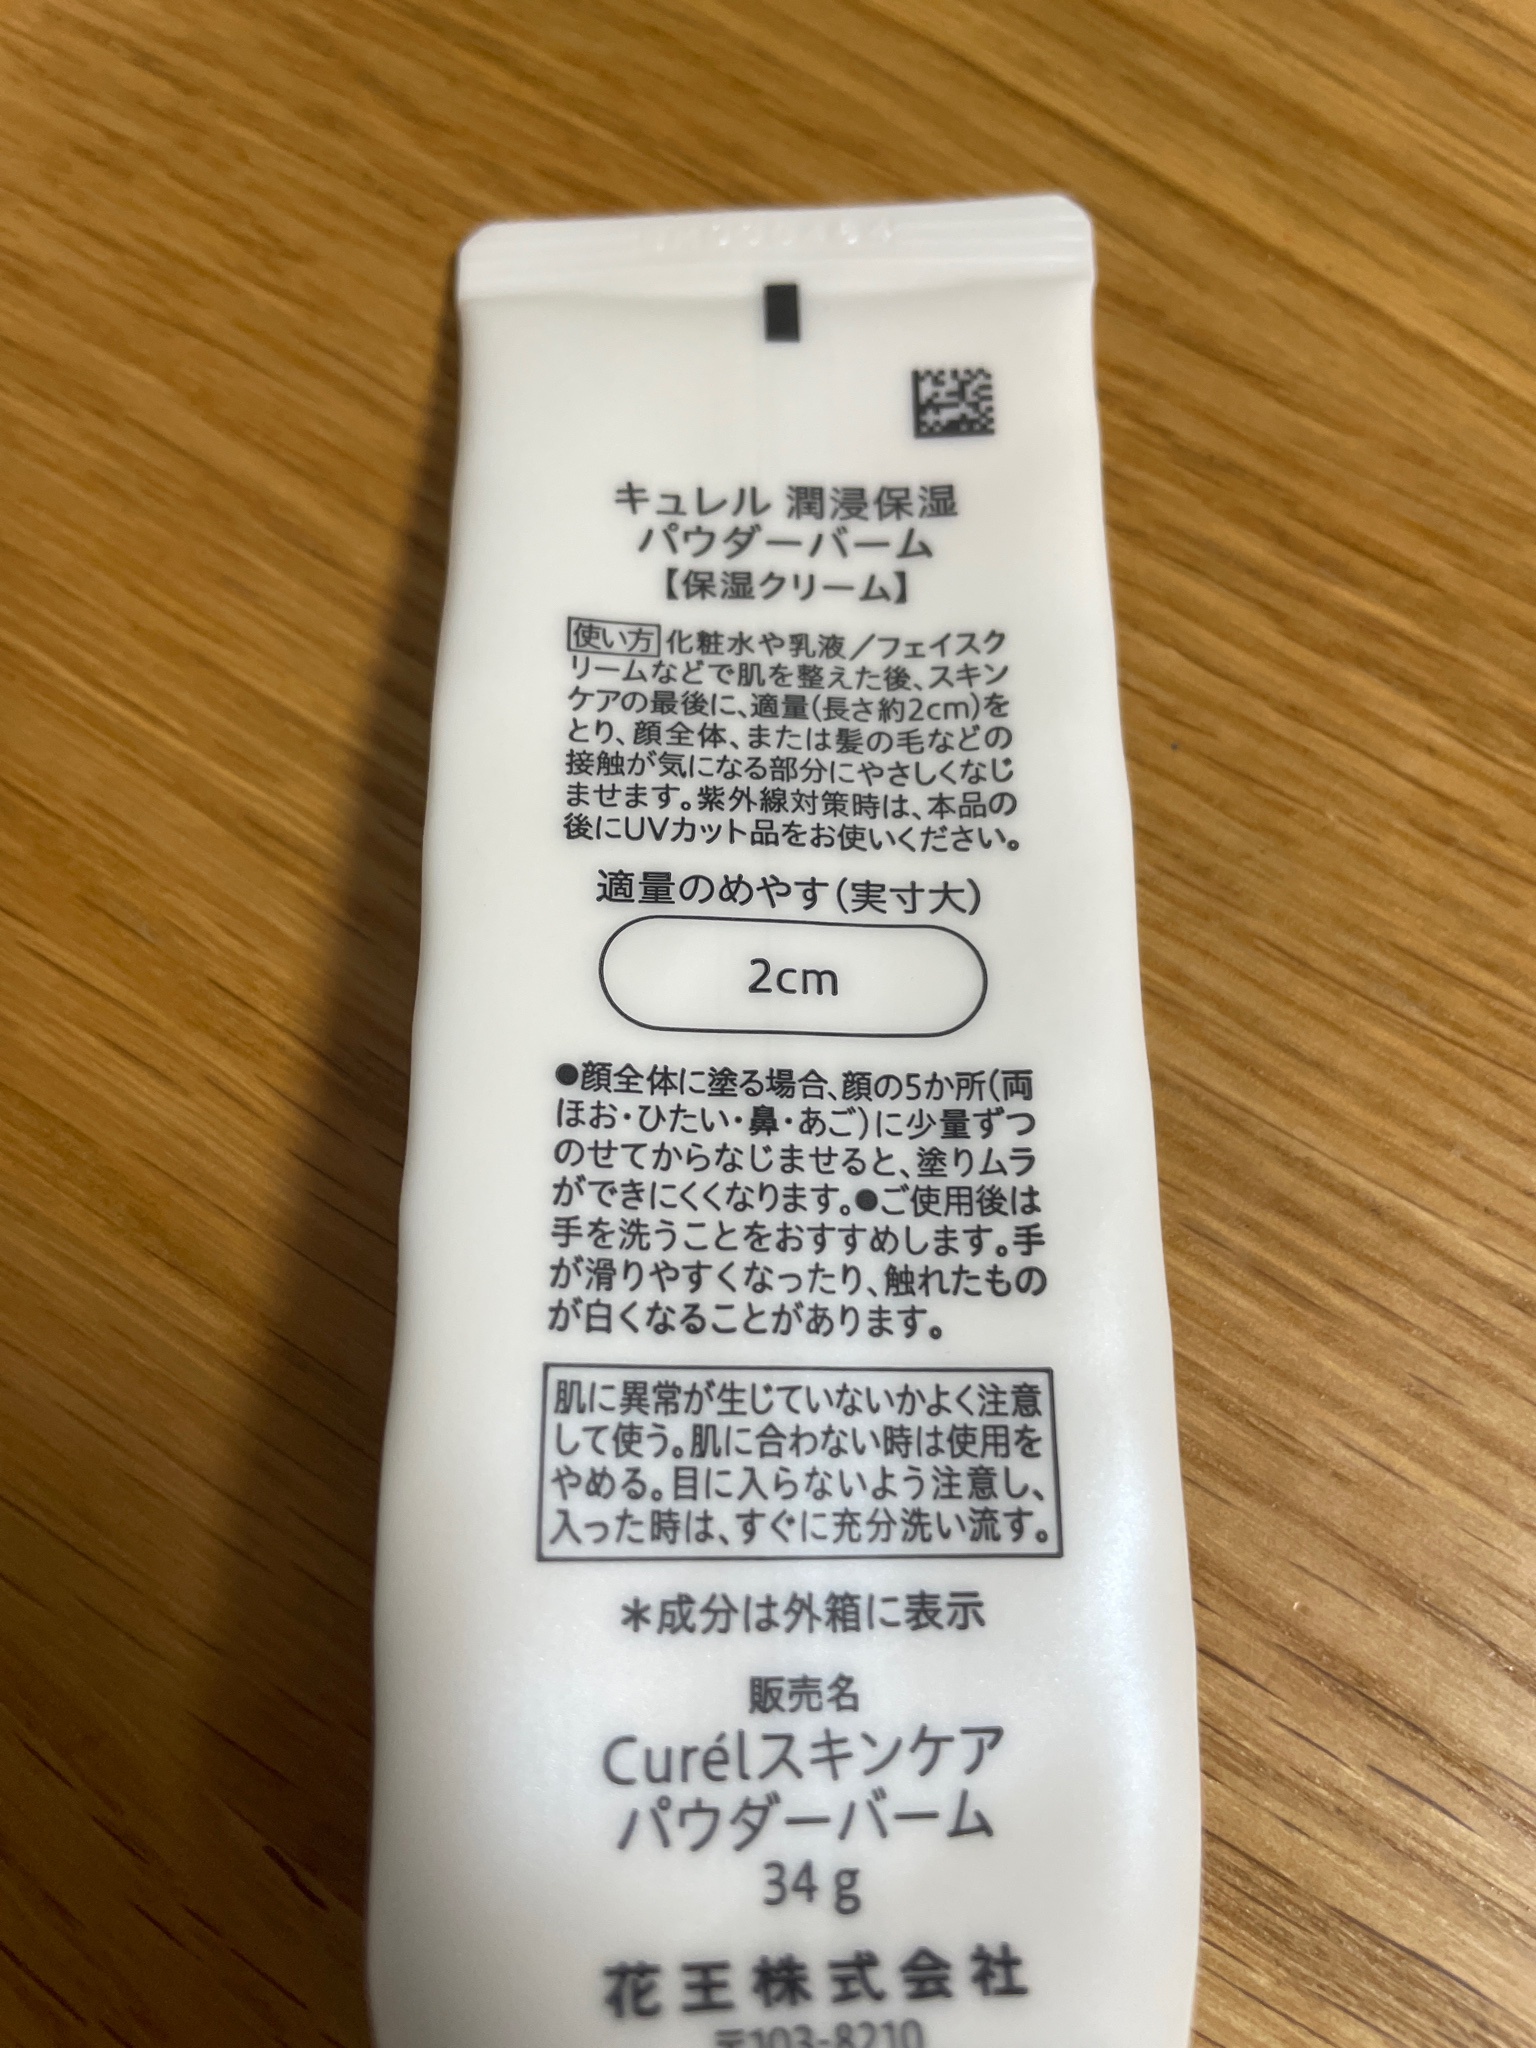 キュレル 潤浸保湿
パウダーバーム
【保湿クリーム】
使い方 化粧水や乳液／フェイスク
リームなどで肌を整えた後、スキン
ケアの最後に、適量(長さ約2cm)を
とり、顔全体、または髪の毛などの
接触が気になる部分にやさしくなじ
ませます。紫外線対策時は、本品の
後にUVカット品をお使いください。
適量のめやす(実寸大)
2cm
●顔全体に塗る場合、顔の5か所(両
ほお・ひたい・鼻・あご)に少量ずつ
のせてからなじませると、塗りムラ
ができにくくなります。●ご使用後は
手を洗うことをおすすめします。手
が滑りやすくなったり、触れたもの
が白くなることがあります。
肌に異常が生じていないかよく注意
して使う。肌に合わない時は使用を
やめる。目に入らないよう注意し、
入った時は、すぐに充分洗い流す。
＊成分は外箱に表示
販売名
Curélスキンケア
パウダーバーム
34 g
花王株式会社
〒103-8210